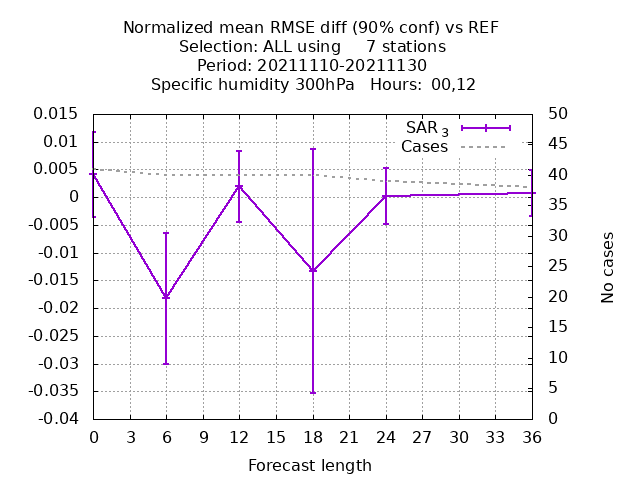 Normalized mean RMSE diff (90% conf) vs REF
Selection: ALL using 7 stations
Period: 20211110-20211130
Specific humidity 300hPa Hours: 00,12
0.015
0.01
0.005
0
-0.005
-0.01
-0.015
-0.02
-0.025
-0.03
-0.035
-0.04
SAR 3
Cases
50
45
40
35
30
25
20
15
10
5
0
No cases
0 3 6 9 12 15 18 21 24 27 30 33 36
Forecast length